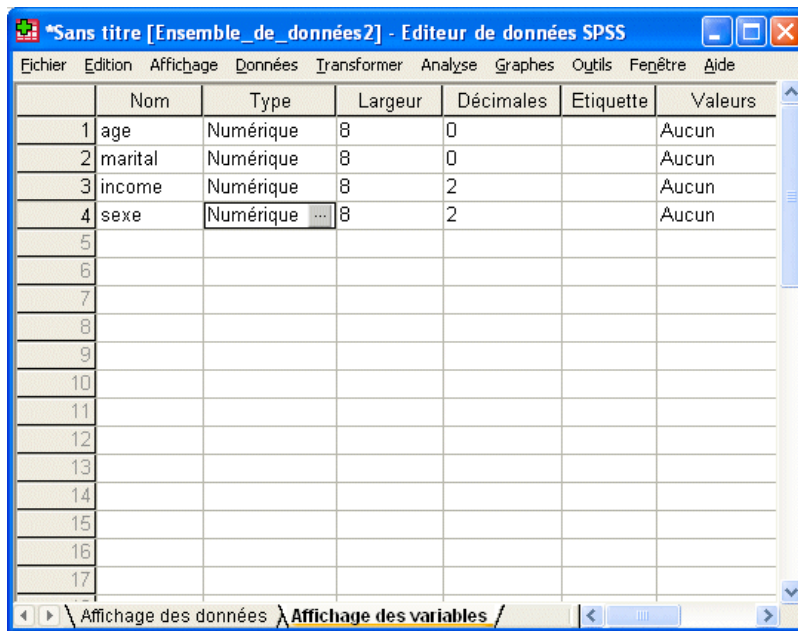 *Sans titre [Ensemble_de_données2] - Editeur de données SPSS
Fichier Edition Affichage Données Transformer Analyse Graphes Outils Fenêtre Aide
Nom Type Largeur Décimales Etiquette Valeurs
1 age Numérique 8 0 Aucun
2 marital Numérique 8 0 Aucun
3 income Numérique 8 2 Aucun
4 sexe Numérique ... 8 2 Aucun
5
6
7
8
9
10
11
12
13
14
15
16
17
Affichage des données Affichage des variables